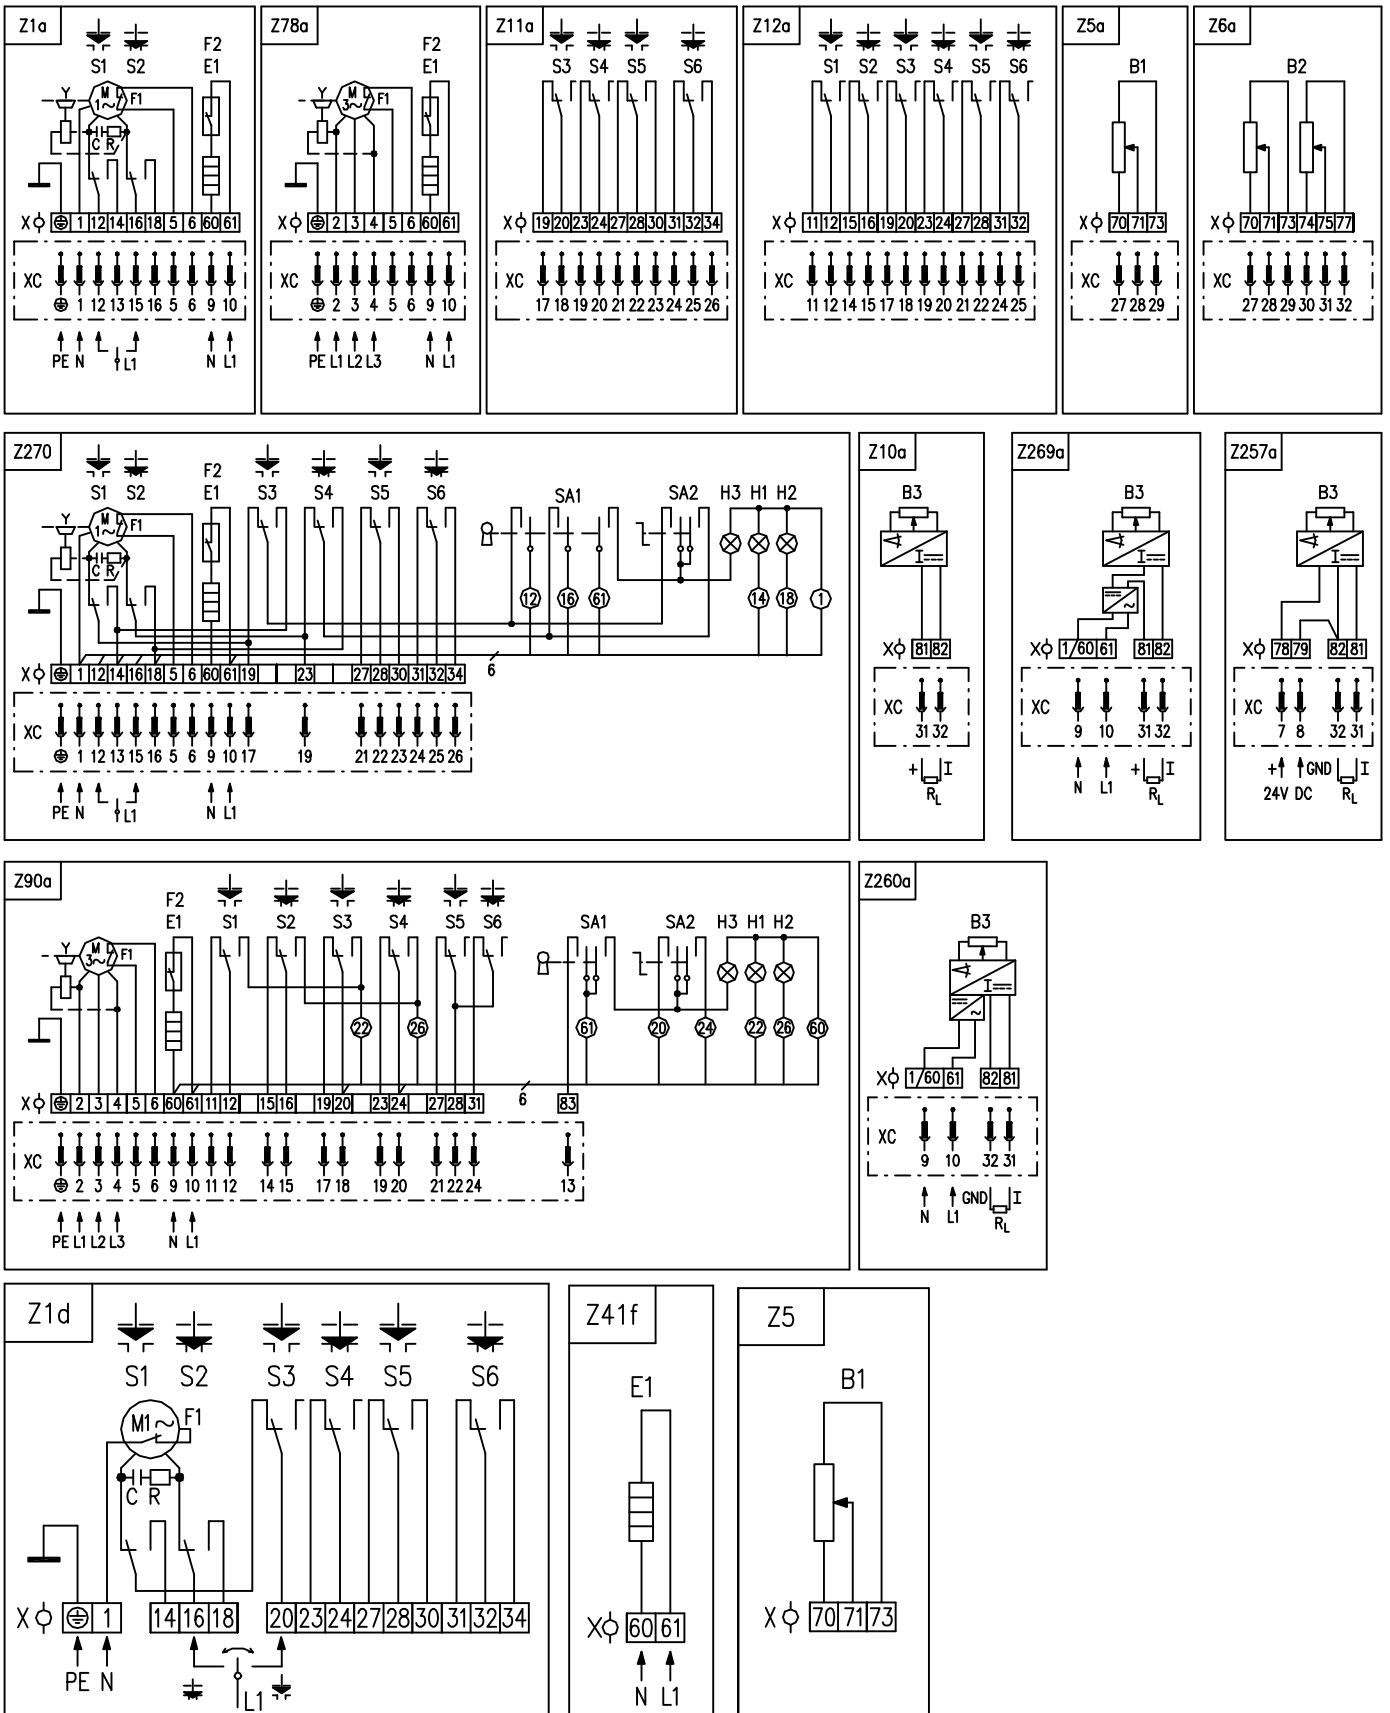 Z1a
S1 S2 F2
E1
Y M 1~ F1
C R
X 1 12 14 16 18 5 6 60 61
XC
1 12 13 15 16 5 6 9 10
PE N L1 N L1
Z78a
F2
E1
Y M 3~ F1
X 2 3 4 5 6 60 61
XC
2 3 4 5 6 9 10
PE L1 L2 L3 N L1
Z11a
S3 S4 S5 S6
X 19 20 23 24 27 28 30 31 32 34
XC
17 18 19 20 21 22 23 24 25 26
Z12a
S1 S2 S3 S4 S5 S6
X 11 12 15 16 19 20 23 24 27 28 31 32
XC
11 12 14 15 17 18 19 20 21 22 24 25
Z5a
B1
X 70 71 73
XC
27 28 29
Z6a
B2
X 70 71 73 74 75 77
XC
27 28 29 30 31 32
Z270
S1 S2 F2
E1 S3 S4 S5 S6 SA1 SA2 H3 H1 H2
Y M 1~ F1
C R
12 16 61 14 18 1
X 1 12 14 16 18 5 6 60 61 19 23 27 28 30 31 32 34 6
XC
1 12 13 15 16 5 6 9 10 17 19 21 22 23 24 25 26
PE N L1 N L1
Z10a
B3
I
X 81 82
XC
31 32
+ I
RL
Z269a
B3
I
~
X 1/60 61 81 82
XC
9 10 31 32
N L1 + I
RL
Z257a
B3
I
X 78 79 82 81
XC
7 8 32 31
+ GND I
24V DC RL
Z90a
F2
E1 S1 S2 S3 S4 S5 S6 SA1 SA2 H3 H1 H2
Y M 3~ F1
22 26 61 20 24 22 26 60
X 2 3 4 5 6 60 61 11 12 15 16 19 20 23 24 27 28 31 6 83
XC
2 3 4 5 6 9 10 11 12 14 15 17 18 19 20 21 22 24 13
PE L1 L2 L3 N L1
Z260a
B3
I
~
X 1/60 61 82 81
XC
9 10 32 31
N L1 GND I
RL
Z1d
S1 S2 S3 S4 S5 S6
M1 ~ F1
C R
X 1 14 16 18 20 23 24 27 28 30 31 32 34
PE N L1
Z41f
E1
X 60 61
N L1
Z5
B1
X 70 71 73